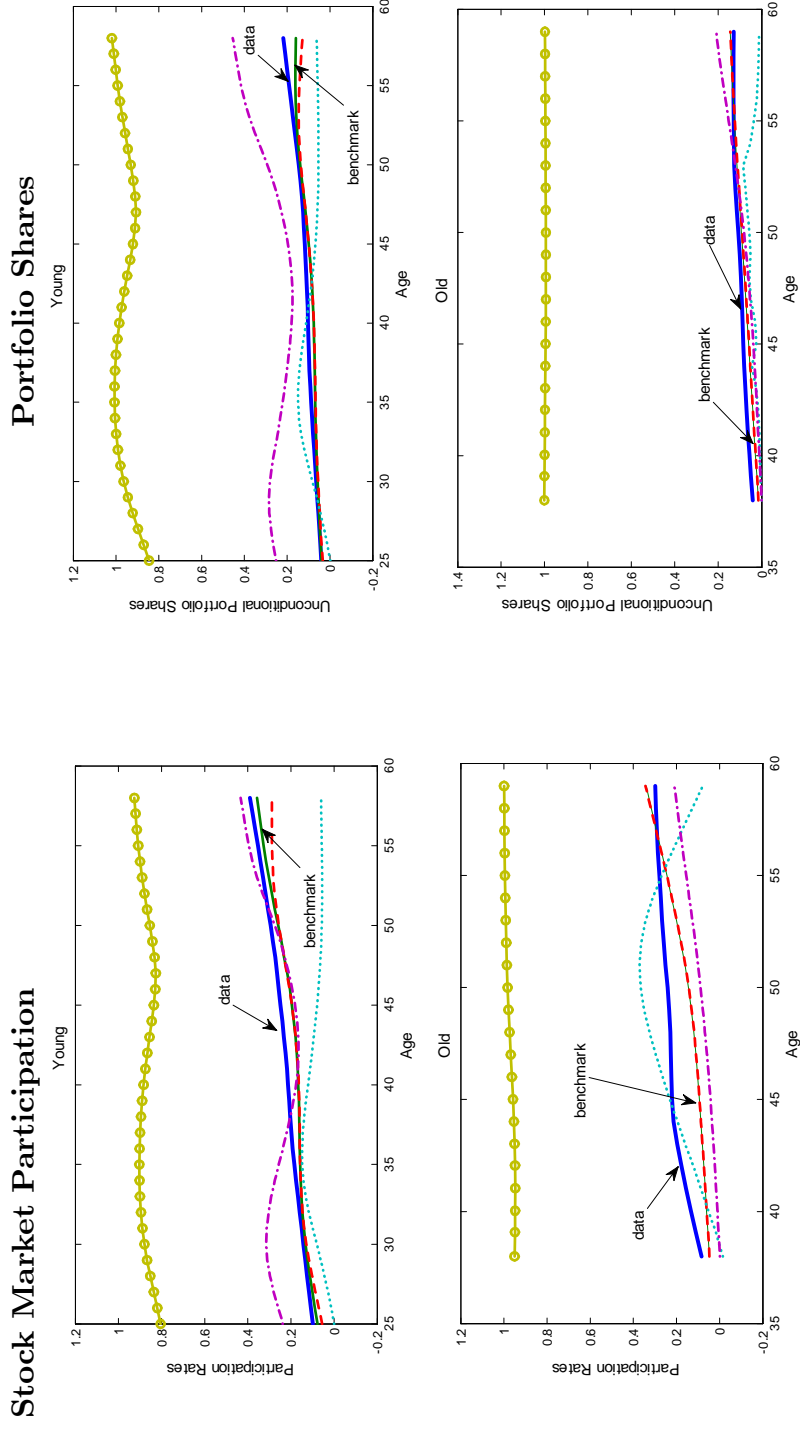 Stock Market Participation
Young
1.2
1
0.8
0.6
0.4
0.2
0
-0.2
25
30
35
40
45
50
55
60
Participation Rates
Age
data
benchmark
Old
1.2
1
0.8
0.6
0.4
0.2
0
-0.2
35
40
45
50
55
60
Participation Rates
Age
data
benchmark
Portfolio Shares
Young
1.2
1
0.8
0.6
0.4
0.2
0
-0.2
25
30
35
40
45
50
55
60
Unconditional Portfolio Shares
Age
data
benchmark
Old
1.4
1.2
1
0.8
0.6
0.4
0.2
0
35
40
45
50
55
60
Unconditional Portfolio Shares
Age
benchmark
data